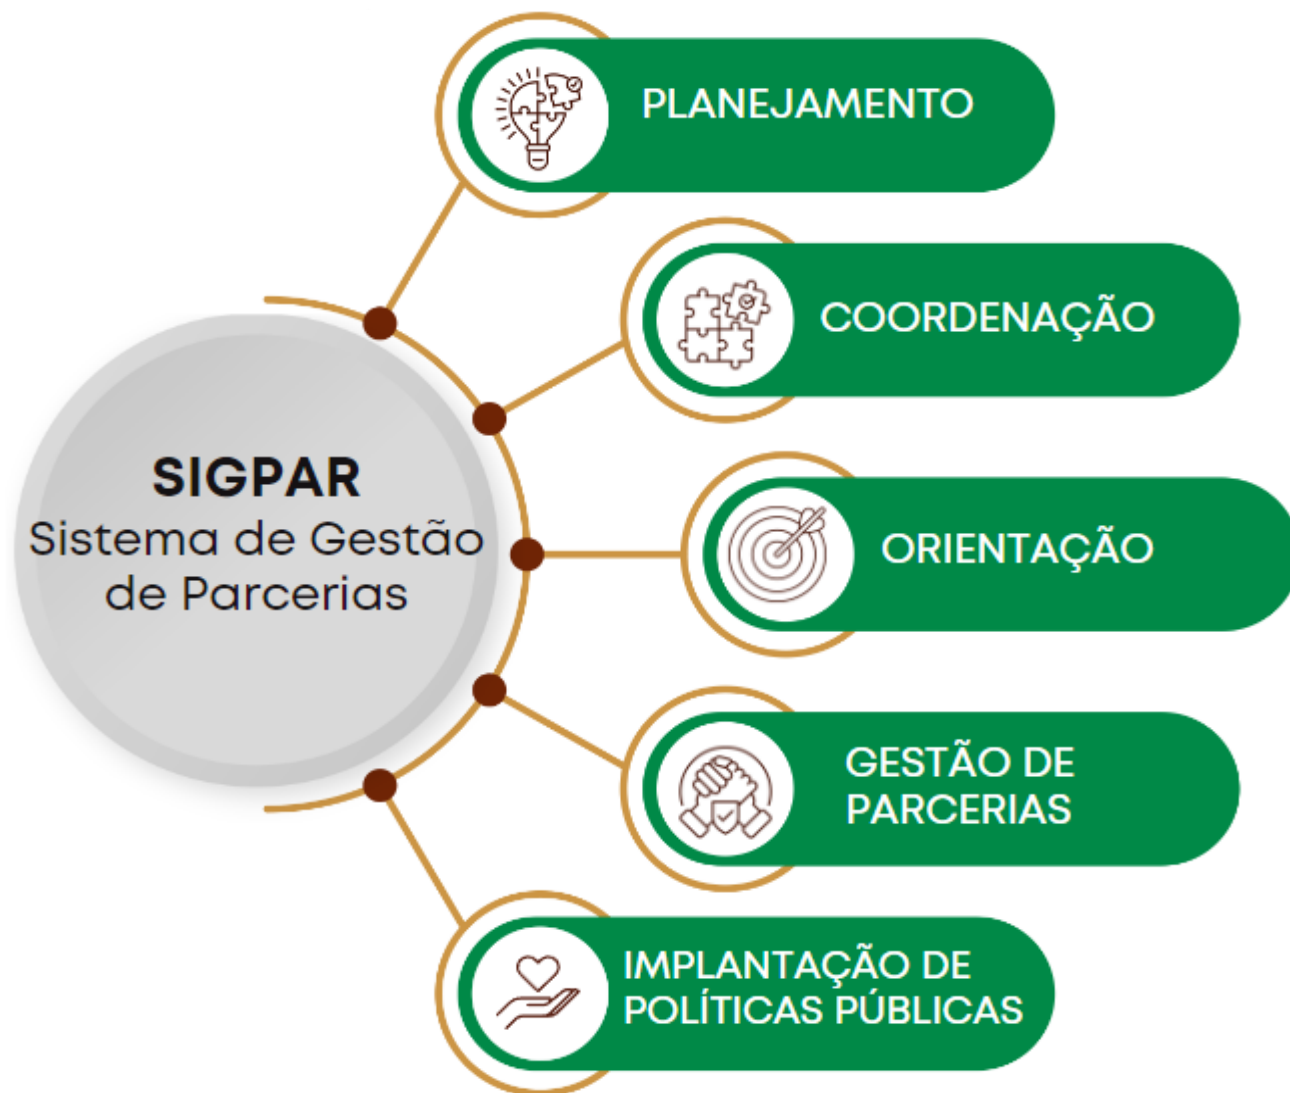 PLANEJAMENTO
COORDENAÇÃO
SIGPAR
Sistema de Gestão
de Parcerias
ORIENTAÇÃO
GESTÃO DE
PARCERIAS
IMPLANTAÇÃO DE
POLÍTICAS PÚBLICAS